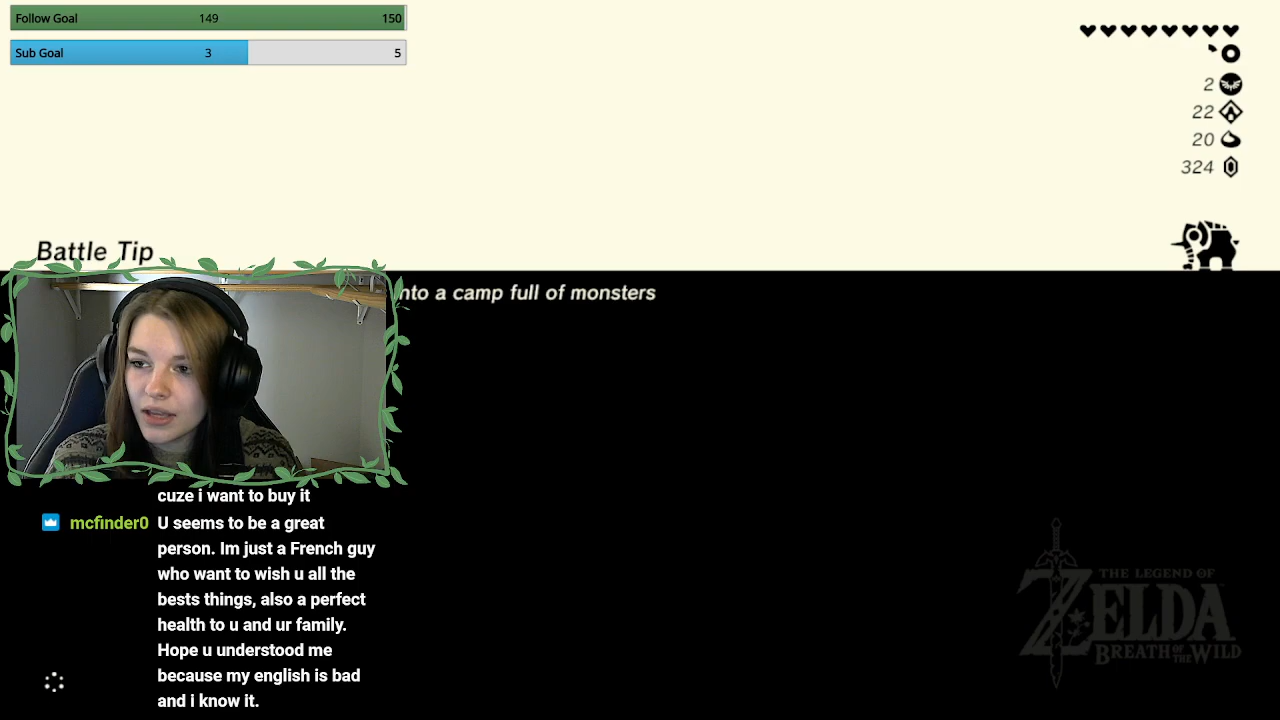 Follow Goal 149 150
Sub Goal 3 5
2
22
20
324
Battle Tip
nto a camp full of monsters
cuze i want to buy it
mcfinder0 U seems to be a great
person. Im just a French guy
who want to wish u all the
bests things, also a perfect
health to u and ur family.
Hope u understood me
because my english is bad
and i know it.
THE LEGEND OF
ZELDA
BREATH OF THE WILD